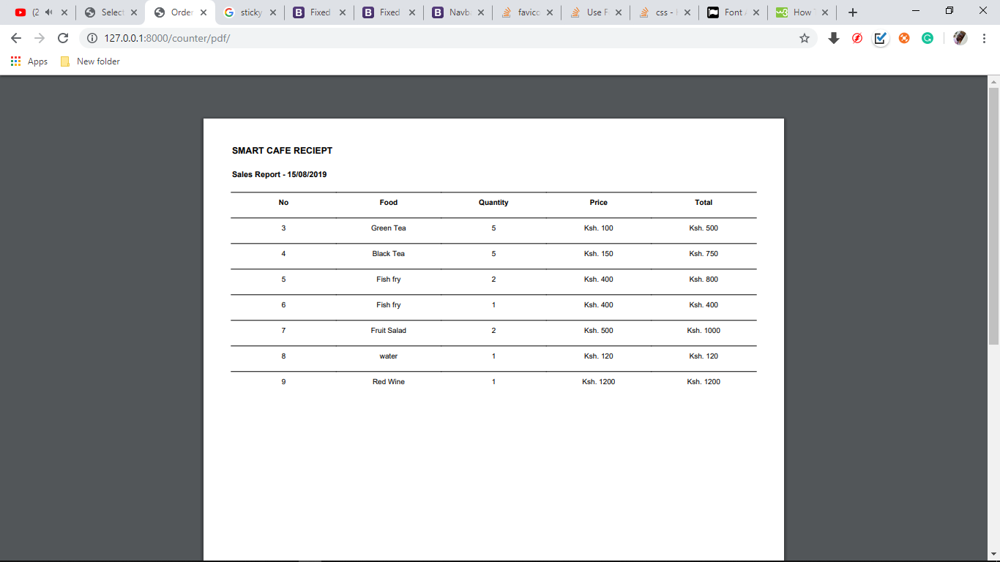 (2 Select Order sticky Fixed Fixed Navb favico Use F css - Font How
127.0.0.1:8000/counter/pdf/
Apps New folder
SMART CAFE RECIEPT
Sales Report - 15/08/2019
No Food Quantity Price Total
3 Green Tea 5 Ksh. 100 Ksh. 500
4 Black Tea 5 Ksh. 150 Ksh. 750
5 Fish fry 2 Ksh. 400 Ksh. 800
6 Fish fry 1 Ksh. 400 Ksh. 400
7 Fruit Salad 2 Ksh. 500 Ksh. 1000
8 water 1 Ksh. 120 Ksh. 120
9 Red Wine 1 Ksh. 1200 Ksh. 1200